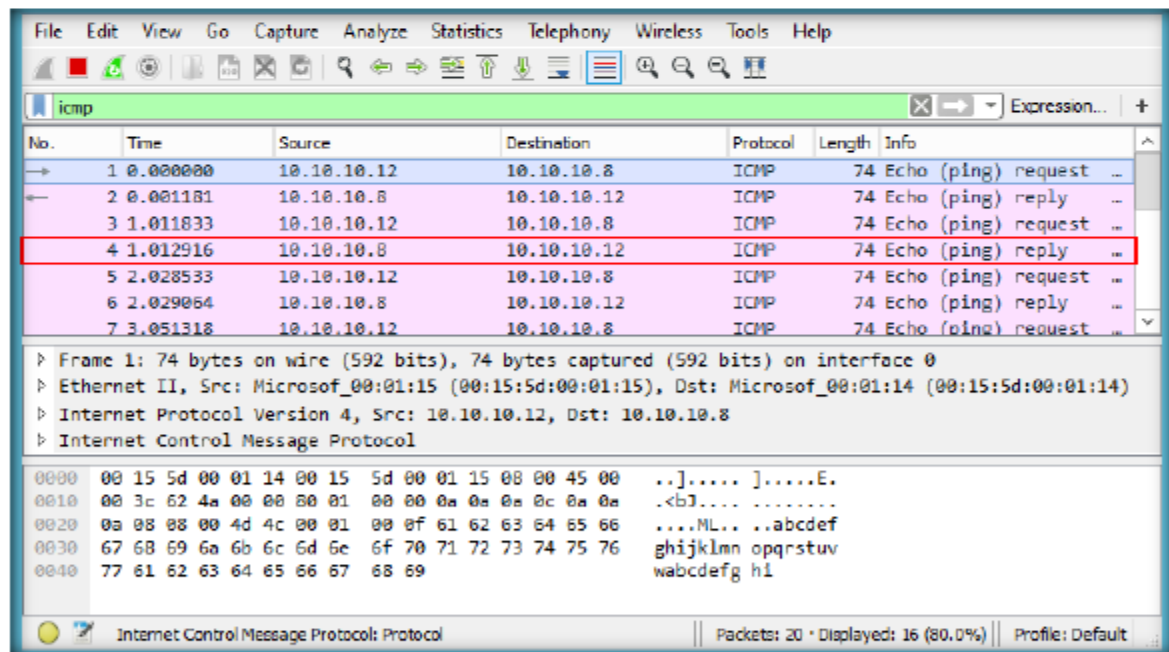 File Edit View Go Capture Analyze Statistics Telephony Wireless Tools Help
icmp Expression... +
No. Time Source Destination Protocol Length Info
1 0.000000 10.10.10.12 10.10.10.8 ICMP 74 Echo (ping) request ...
2 0.001181 10.10.10.8 10.10.10.12 ICMP 74 Echo (ping) reply ...
3 1.011833 10.10.10.12 10.10.10.8 ICMP 74 Echo (ping) request ...
4 1.012916 10.10.10.8 10.10.10.12 ICMP 74 Echo (ping) reply ...
5 2.028533 10.10.10.12 10.10.10.8 ICMP 74 Echo (ping) request ...
6 2.029064 10.10.10.8 10.10.10.12 ICMP 74 Echo (ping) reply ...
7 3.051318 10.10.10.12 10.10.10.8 ICMP 74 Echo (ping) request ...
Frame 1: 74 bytes on wire (592 bits), 74 bytes captured (592 bits) on interface 0
Ethernet II, Src: Microsof_00:01:15 (00:15:5d:00:01:15), Dst: Microsof_00:01:14 (00:15:5d:00:01:14)
Internet Protocol Version 4, Src: 10.10.10.12, Dst: 10.10.10.8
Internet Control Message Protocol
0000 00 15 5d 00 01 14 00 15 5d 00 01 15 08 00 45 00 ..]..... ].....E.
0010 00 3c 62 4a 00 00 80 01 00 00 0a 0a 0a 0c 0a 0a .<bJ.... ........
0020 0a 08 08 00 4d 4c 00 01 00 0f 61 62 63 64 65 66 ....ML.. ..abcdef
0030 67 68 69 6a 6b 6c 6d 6e 6f 70 71 72 73 74 75 76 ghijklmn opqrstuv
0040 77 61 62 63 64 65 66 67 68 69 wabcdefg hi
Internet Control Message Protocol: Protocol Packets: 20 · Displayed: 16 (80.0%) Profile: Default